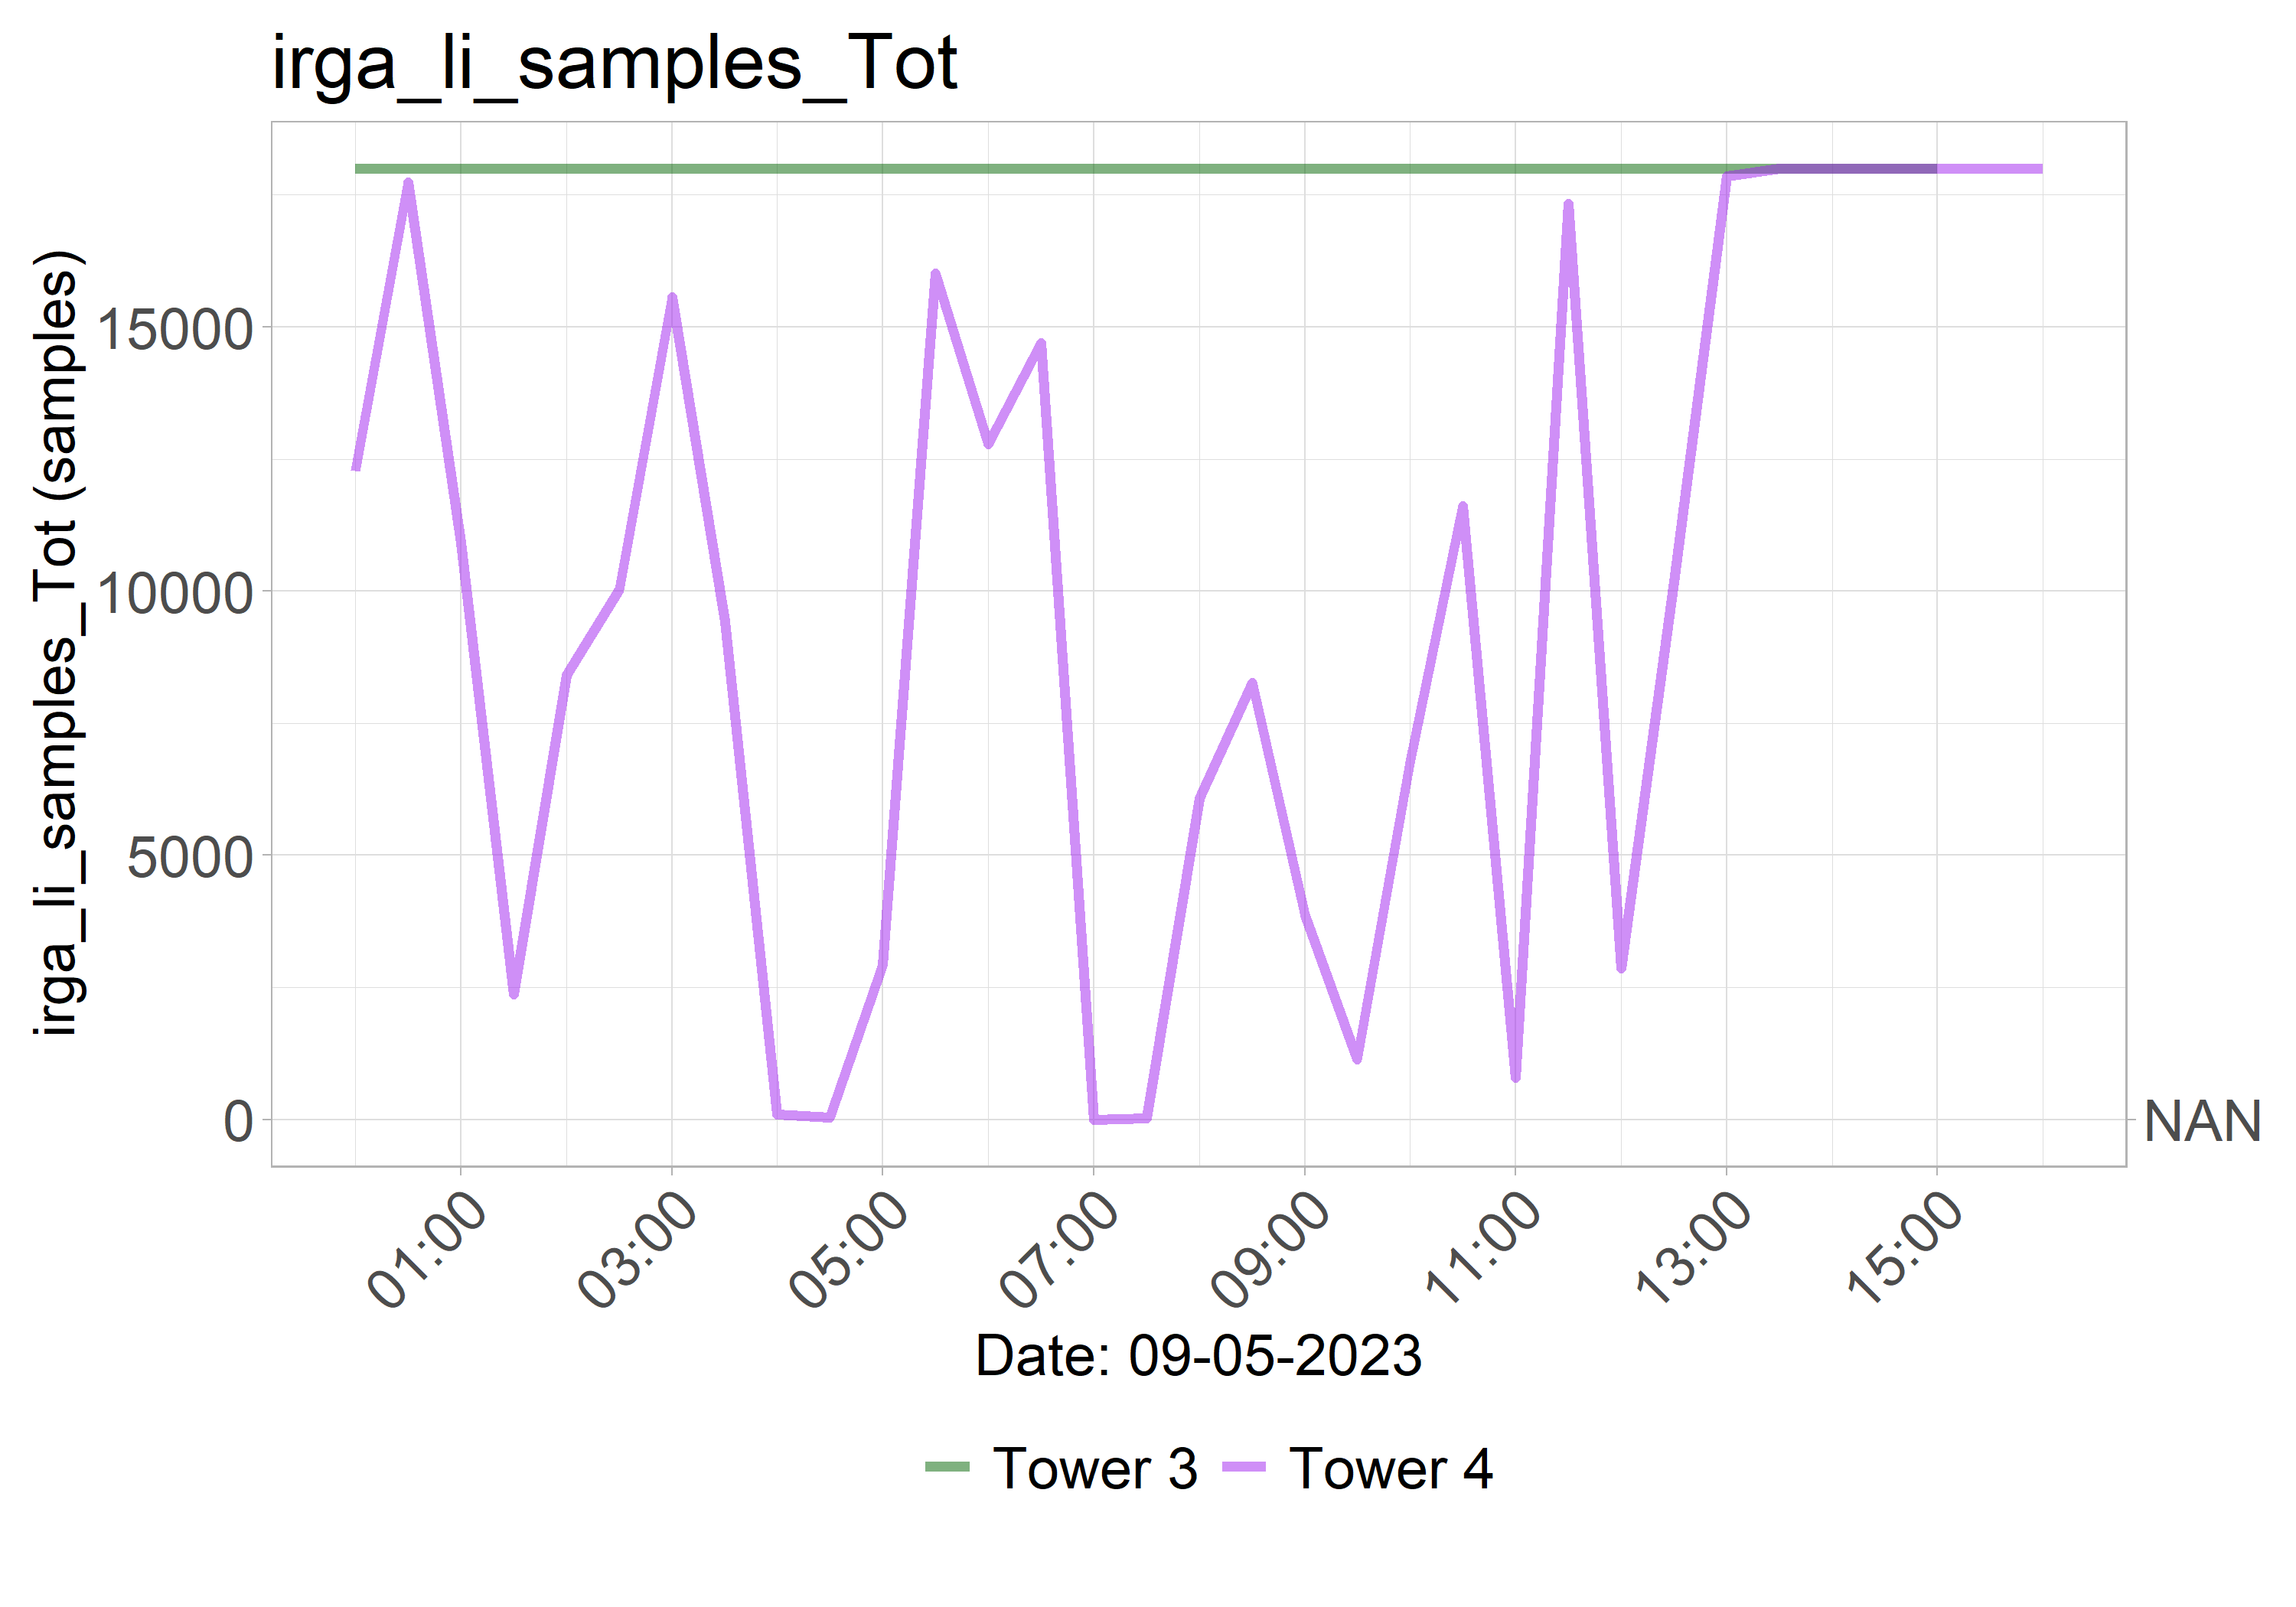 irga_li_samples_Tot
irga_li_samples_Tot (samples)
15000
10000
5000
0
NAN
01:00
03:00
05:00
07:00
09:00
11:00
13:00
15:00
Date: 09-05-2023
Tower 3
Tower 4